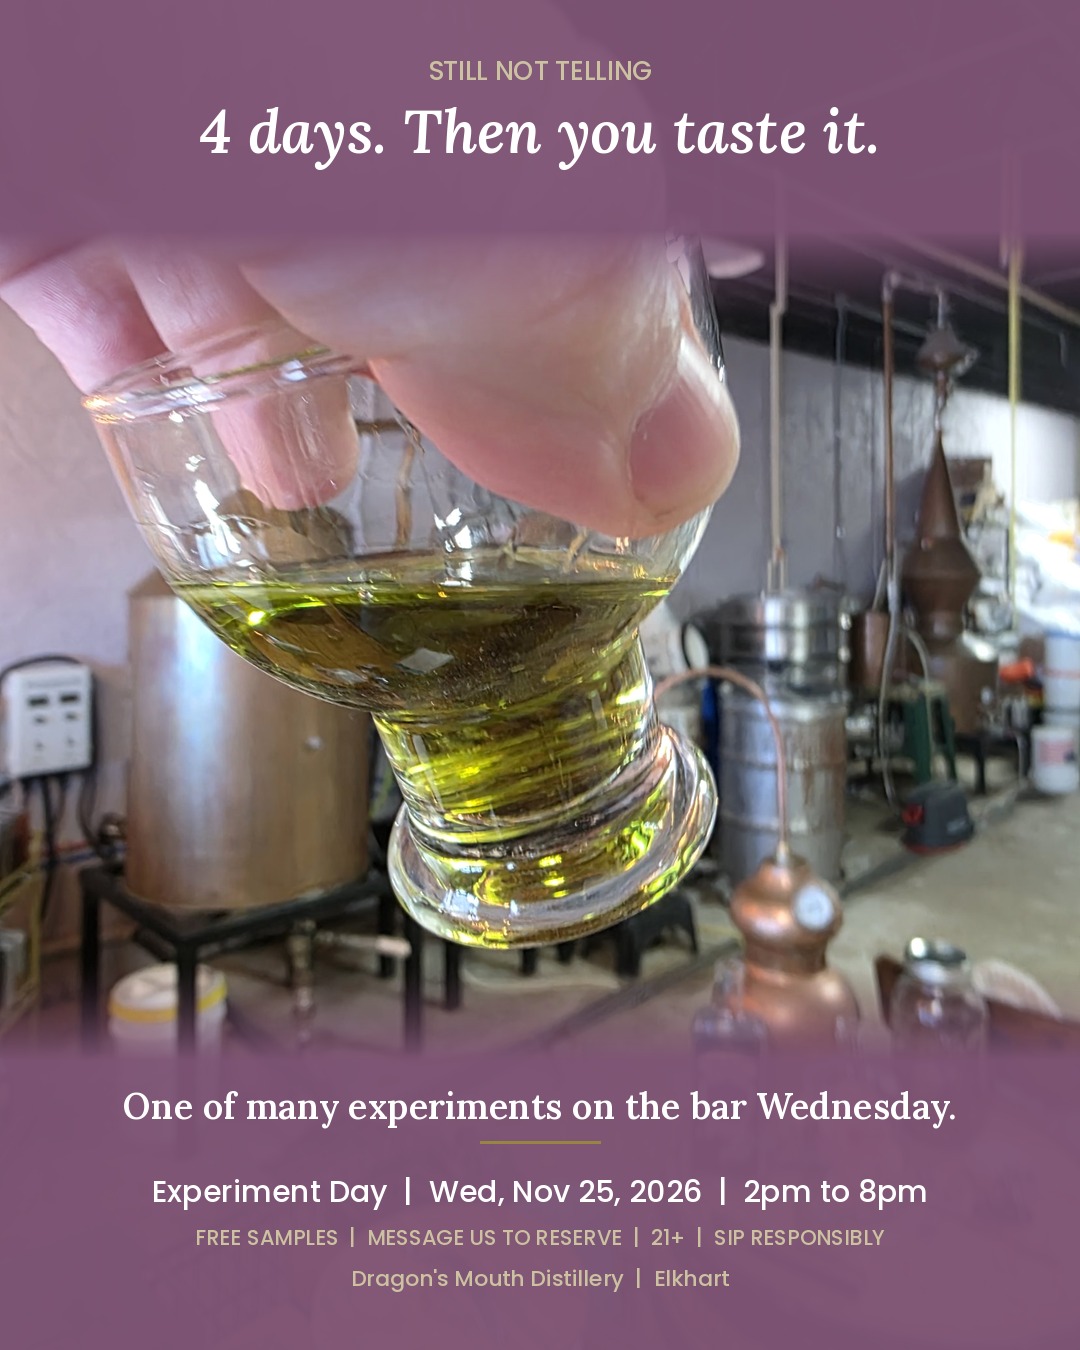 STILL NOT TELLING
4 days. Then you taste it.
One of many experiments on the bar Wednesday.
Experiment Day | Wed, Nov 25, 2026 | 2pm to 8pm
FREE SAMPLES | MESSAGE US TO RESERVE | 21+ | SIP RESPONSIBLY
Dragon's Mouth Distillery | Elkhart